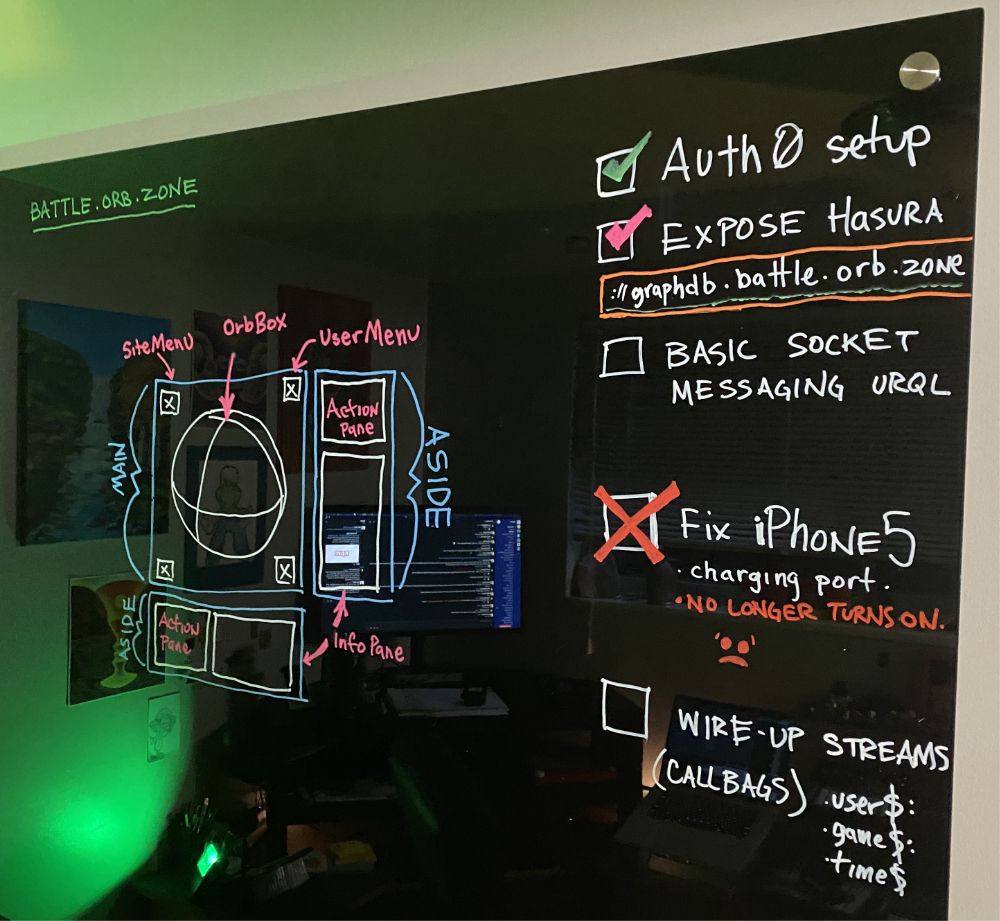 BATTLE.ORB.ZONE
SiteMenu
OrbBox
UserMenu
MAIN
X
X
X
X
Action
Pane
ASIDE
ASIDE
Action
Pane
InfoPane
Auth0 setup
EXPOSE HASURA
://graphdb.battle.orb.zone
BASIC SOCKET
MESSAGING URQL
Fix iPHONE5
· charging port.
· NO LONGER TURNS ON.
WIRE-UP STREAMS
(CALLBAGS)
·user$:
·game$:
·time$